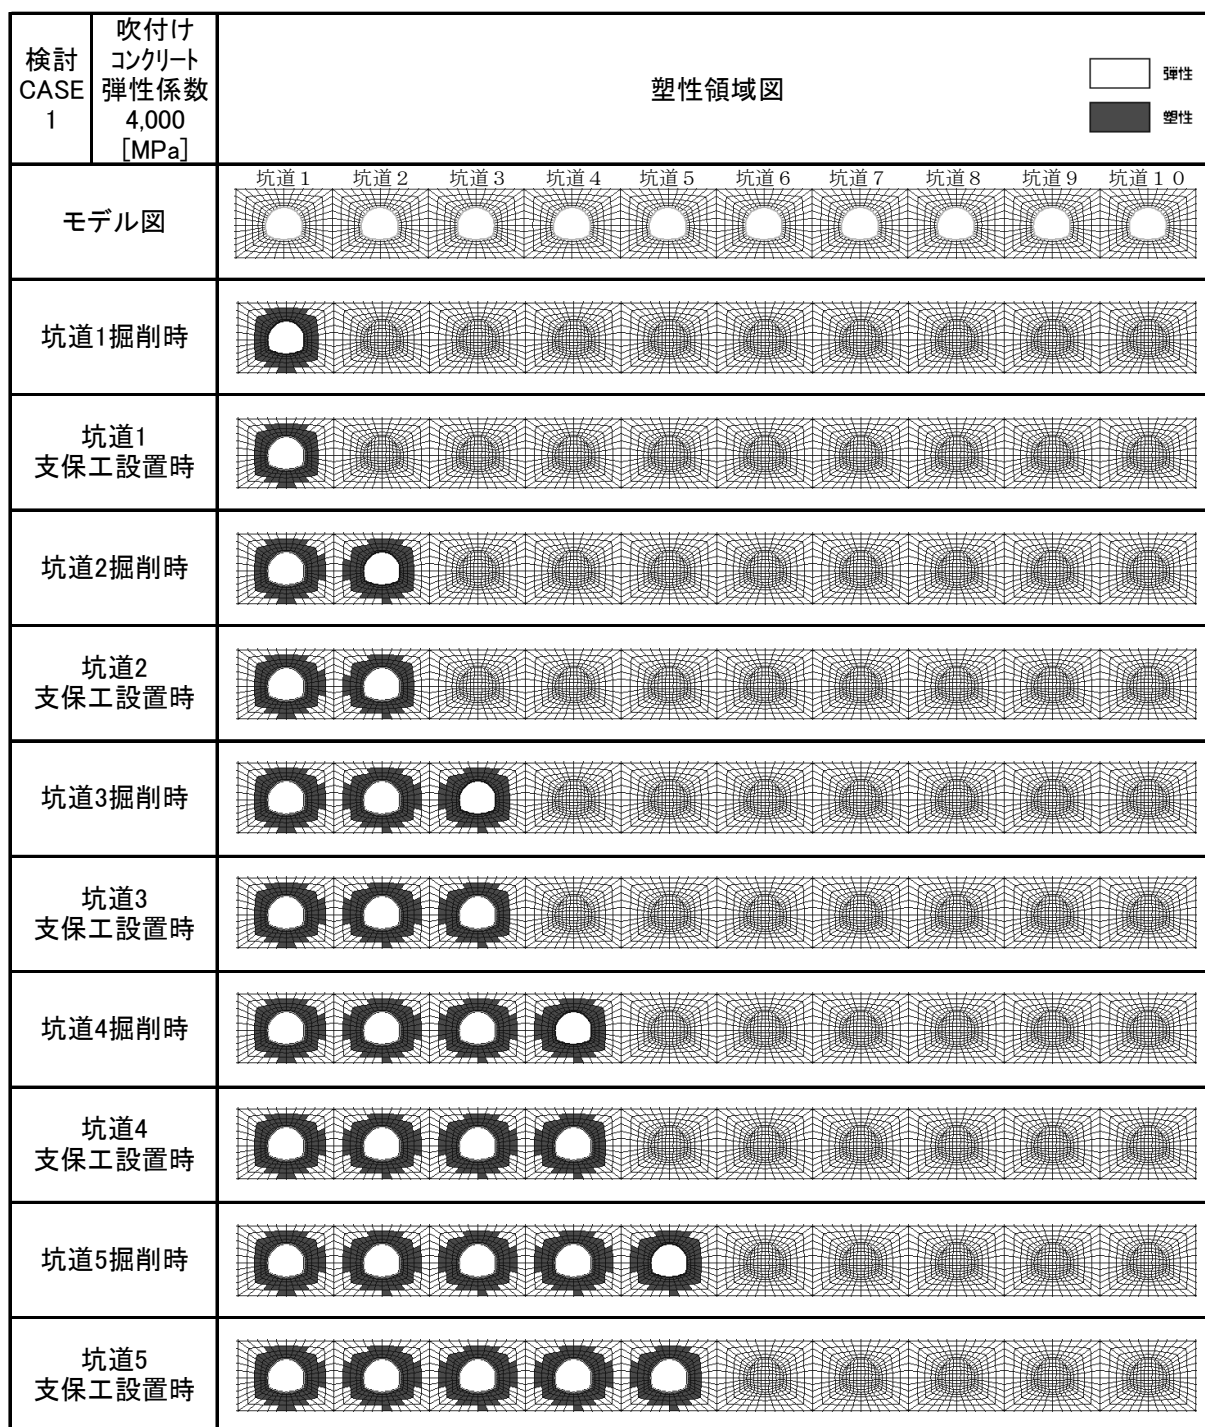 検討
CASE
1
吹付け
コンクリート
弾性係数
4,000
[MPa]
塑性領域図
弾性
塑性
モデル図
坑道1 坑道2 坑道3 坑道4 坑道5 坑道6 坑道7 坑道8 坑道9 坑道10
坑道1掘削時
坑道1
支保工設置時
坑道2掘削時
坑道2
支保工設置時
坑道3掘削時
坑道3
支保工設置時
坑道4掘削時
坑道4
支保工設置時
坑道5掘削時
坑道5
支保工設置時